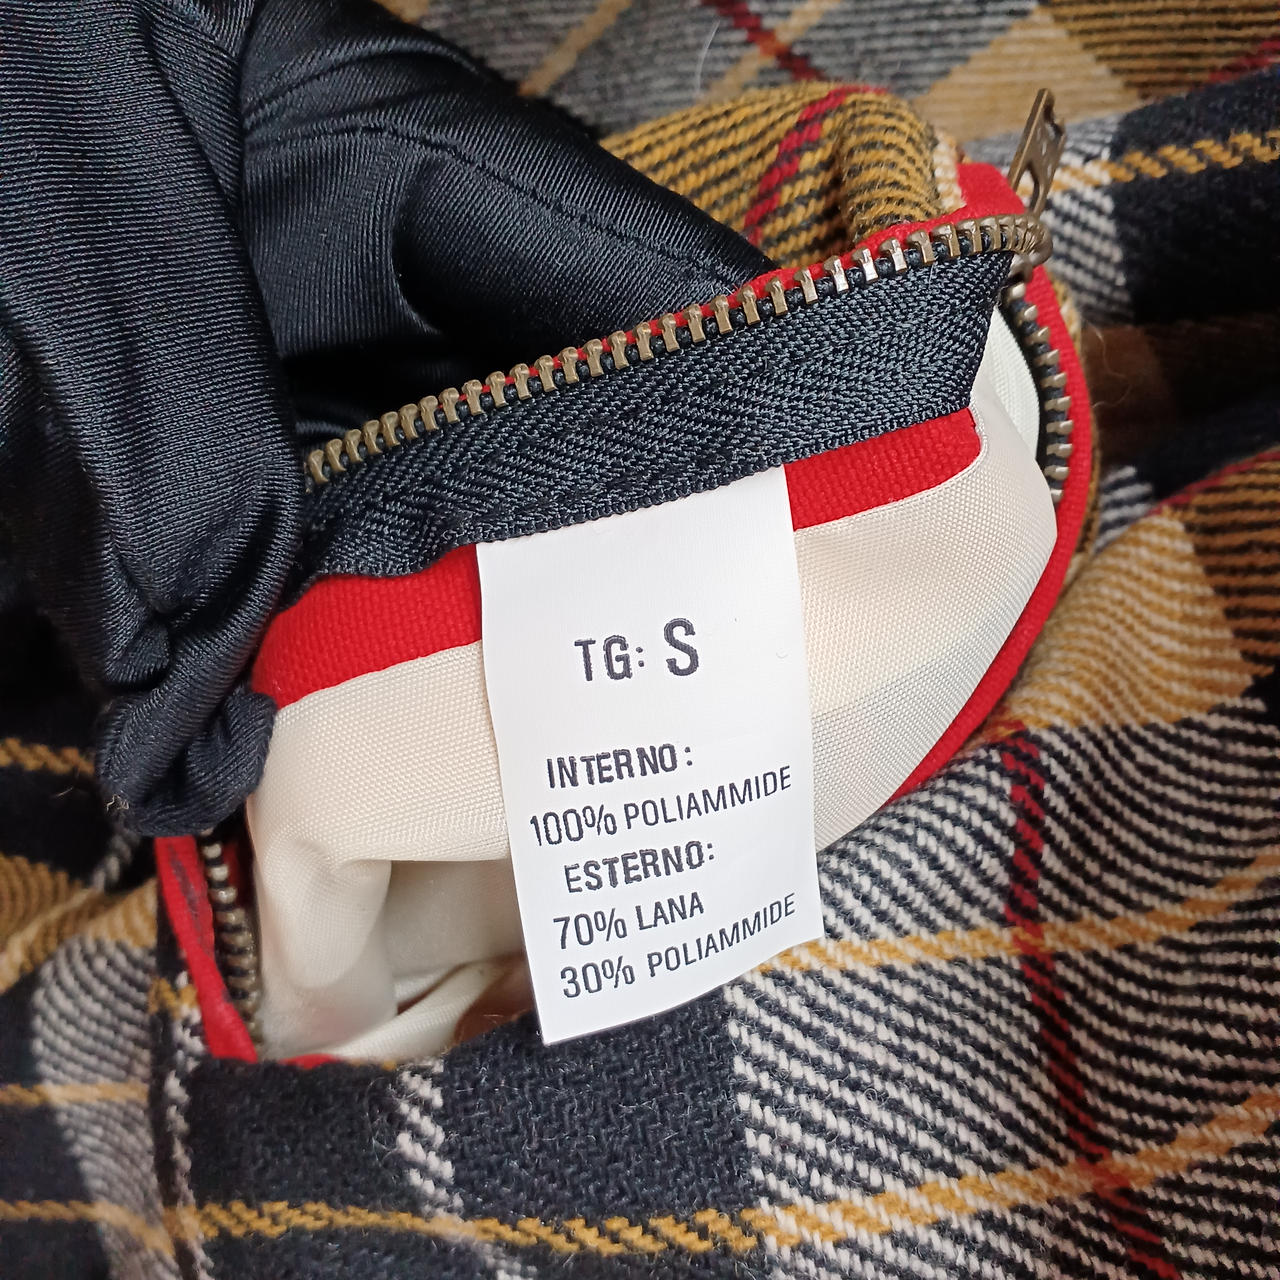 TG: S
INTERNO:
100% POLIAMMIDE
ESTERNO:
70% LANA
30% POLIAMMIDE